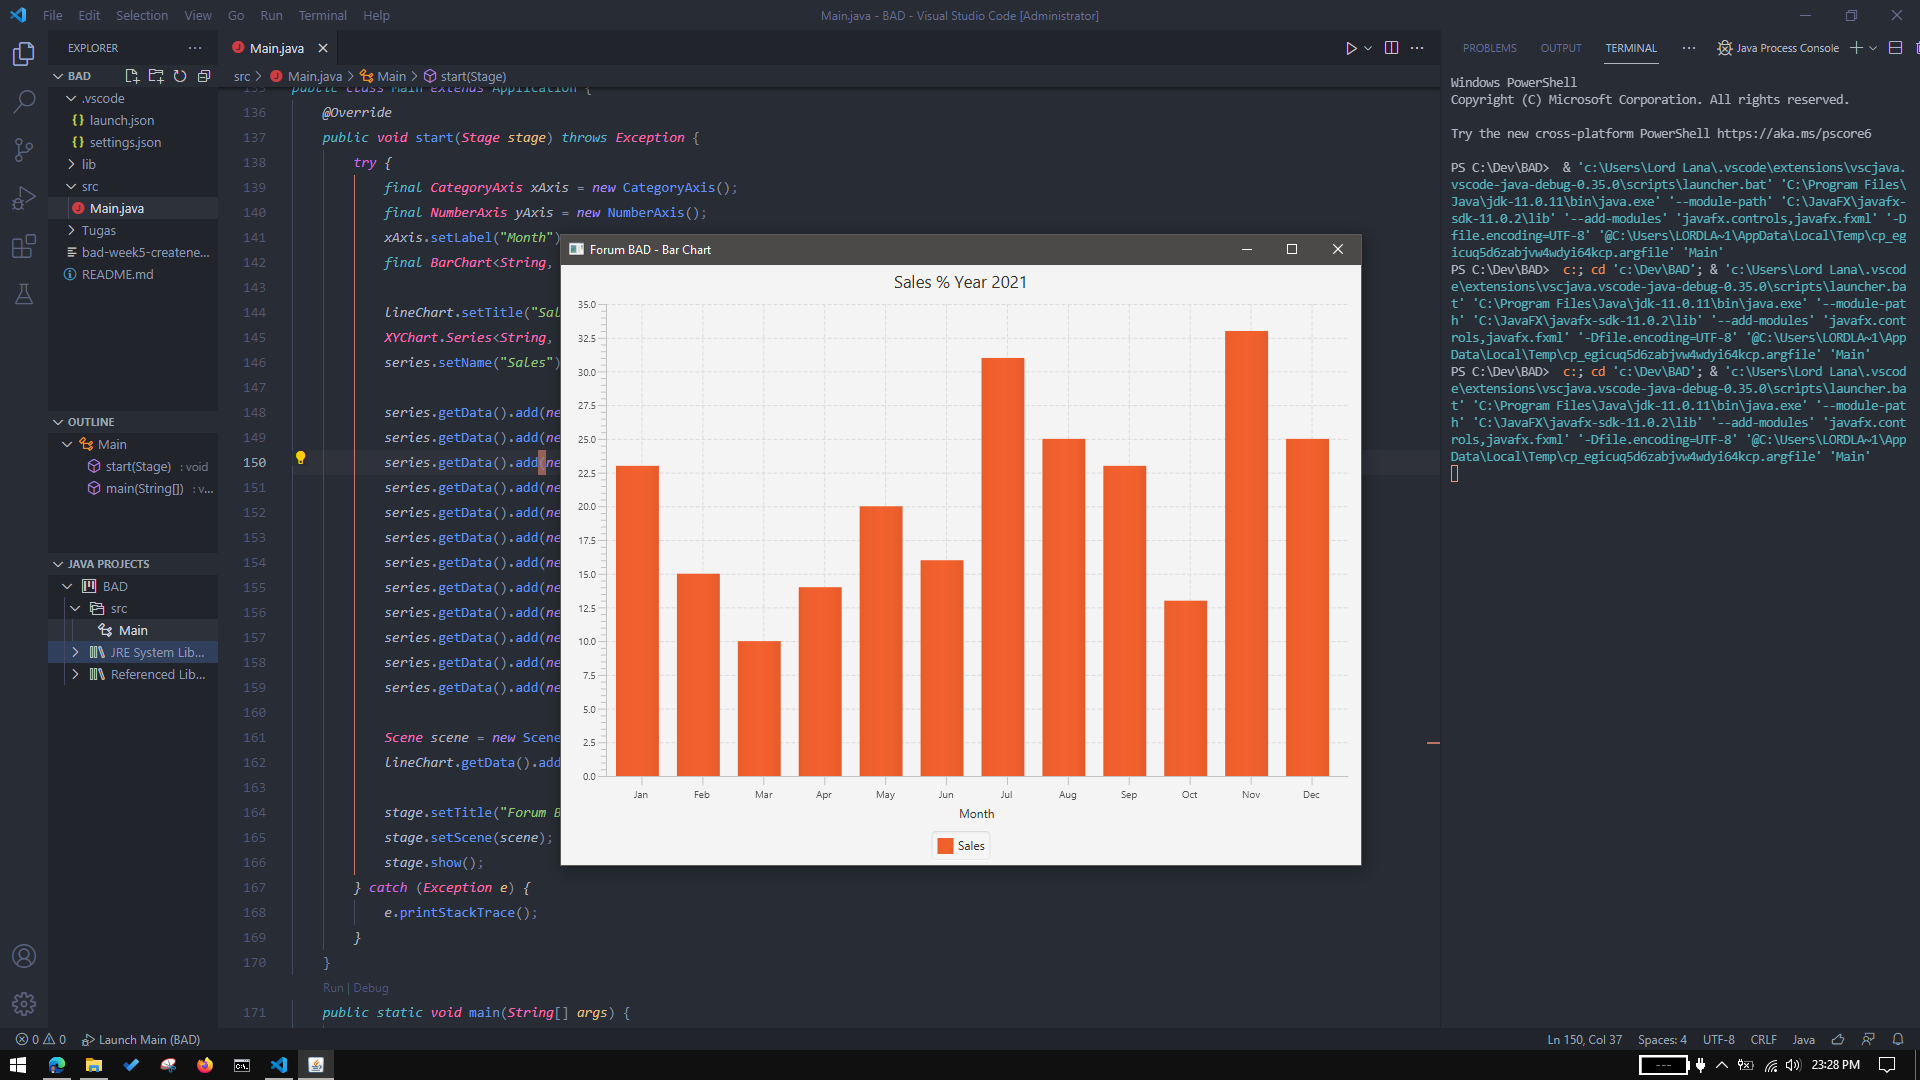 File Edit Selection View Go Run Terminal Help
Main.java - BAD - Visual Studio Code [Administrator]
EXPLORER
BAD
.vscode
launch.json
settings.json
lib
src
Main.java
Tugas
bad-week5-createne...
README.md
OUTLINE
Main
start(Stage) : void
main(String[]) : v...
JAVA PROJECTS
BAD
src
Main
JRE System Lib...
Referenced Lib...
Main.java
src > Main.java > Main > start(Stage)
135 public class Main extends Application {
136 @Override
137 public void start(Stage stage) throws Exception {
138 try {
139 final CategoryAxis xAxis = new CategoryAxis();
140 final NumberAxis yAxis = new NumberAxis();
141 xAxis.setLabel("Month")
142 final BarChart<String,
143
144 lineChart.setTitle("Sal
145 XYChart.Series<String,
146 series.setName("Sales")
147
148 series.getData().add(ne
149 series.getData().add(ne
150 series.getData().add(ne
151 series.getData().add(ne
152 series.getData().add(ne
153 series.getData().add(ne
154 series.getData().add(ne
155 series.getData().add(ne
156 series.getData().add(ne
157 series.getData().add(ne
158 series.getData().add(ne
159 series.getData().add(ne
160
161 Scene scene = new Scene
162 lineChart.getData().add
163
164 stage.setTitle("Forum B
165 stage.setScene(scene);
166 stage.show();
167 } catch (Exception e) {
168 e.printStackTrace();
169 }
170 }
Run | Debug
171 public static void main(String[] args) {
Forum BAD - Bar Chart
Sales % Year 2021
35.0
32.5
30.0
27.5
25.0
22.5
20.0
17.5
15.0
12.5
10.0
7.5
5.0
2.5
0.0
Jan Feb Mar Apr May Jun Jul Aug Sep Oct Nov Dec
Month
Sales
PROBLEMS OUTPUT TERMINAL Java Process Console
Windows PowerShell
Copyright (C) Microsoft Corporation. All rights reserved.
Try the new cross-platform PowerShell https://aka.ms/pscore6
PS C:\Dev\BAD> & 'c:\Users\Lord Lana\.vscode\extensions\vscjava.
vscode-java-debug-0.35.0\scripts\launcher.bat' 'C:\Program Files\
Java\jdk-11.0.11\bin\java.exe' '--module-path' 'C:\JavaFX\javafx-
sdk-11.0.2\lib' '--add-modules' 'javafx.controls,javafx.fxml' '-D
file.encoding=UTF-8' '@C:\Users\LORDLA~1\AppData\Local\Temp\cp_eg
icuq5d6zabjvw4wdyi64kcp.argfile' 'Main'
PS C:\Dev\BAD> c:; cd 'c:\Dev\BAD'; & 'c:\Users\Lord Lana\.vscod
e\extensions\vscjava.vscode-java-debug-0.35.0\scripts\launcher.ba
t' 'C:\Program Files\Java\jdk-11.0.11\bin\java.exe' '--module-pat
h' 'C:\JavaFX\javafx-sdk-11.0.2\lib' '--add-modules' 'javafx.cont
rols,javafx.fxml' '-Dfile.encoding=UTF-8' '@C:\Users\LORDLA~1\App
Data\Local\Temp\cp_egicuq5d6zabjvw4wdyi64kcp.argfile' 'Main'
PS C:\Dev\BAD> c:; cd 'c:\Dev\BAD'; & 'c:\Users\Lord Lana\.vscod
e\extensions\vscjava.vscode-java-debug-0.35.0\scripts\launcher.ba
t' 'C:\Program Files\Java\jdk-11.0.11\bin\java.exe' '--module-pat
h' 'C:\JavaFX\javafx-sdk-11.0.2\lib' '--add-modules' 'javafx.cont
rols,javafx.fxml' '-Dfile.encoding=UTF-8' '@C:\Users\LORDLA~1\App
Data\Local\Temp\cp_egicuq5d6zabjvw4wdyi64kcp.argfile' 'Main'
0 0 Launch Main (BAD)
Ln 150, Col 37 Spaces: 4 UTF-8 CRLF Java
23:28 PM